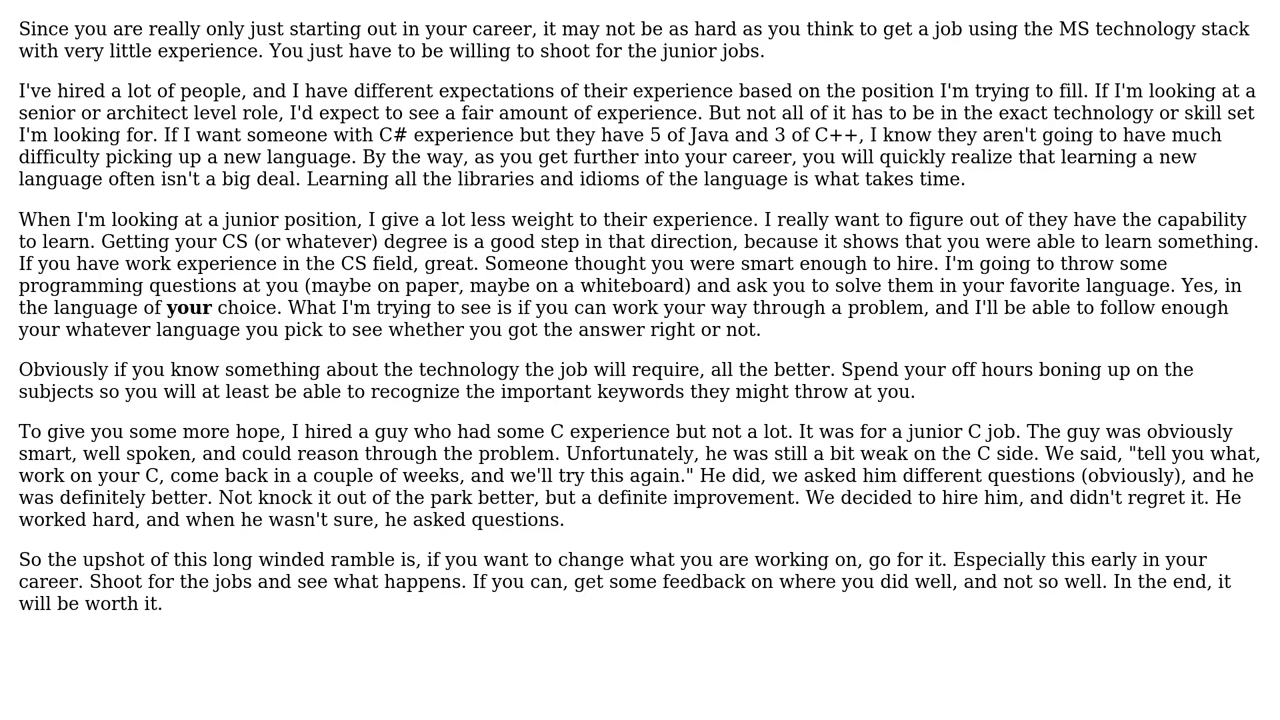 Since you are really only just starting out in your career, it may not be as hard as you think to get a job using the MS technology stack
with very little experience. You just have to be willing to shoot for the junior jobs.
I've hired a lot of people, and I have different expectations of their experience based on the position I'm trying to fill. If I'm looking at a
senior or architect level role, I'd expect to see a fair amount of experience. But not all of it has to be in the exact technology or skill set
I'm looking for. If I want someone with C# experience but they have 5 of Java and 3 of C++, I know they aren't going to have much
difficulty picking up a new language. By the way, as you get further into your career, you will quickly realize that learning a new
language often isn't a big deal. Learning all the libraries and idioms of the language is what takes time.
When I'm looking at a junior position, I give a lot less weight to their experience. I really want to figure out of they have the capability
to learn. Getting your CS (or whatever) degree is a good step in that direction, because it shows that you were able to learn something.
If you have work experience in the CS field, great. Someone thought you were smart enough to hire. I'm going to throw some
programming questions at you (maybe on paper, maybe on a whiteboard) and ask you to solve them in your favorite language. Yes, in
the language of your choice. What I'm trying to see is if you can work your way through a problem, and I'll be able to follow enough
your whatever language you pick to see whether you got the answer right or not.
Obviously if you know something about the technology the job will require, all the better. Spend your off hours boning up on the
subjects so you will at least be able to recognize the important keywords they might throw at you.
To give you some more hope, I hired a guy who had some C experience but not a lot. It was for a junior C job. The guy was obviously
smart, well spoken, and could reason through the problem. Unfortunately, he was still a bit weak on the C side. We said, "tell you what,
work on your C, come back in a couple of weeks, and we'll try this again." He did, we asked him different questions (obviously), and he
was definitely better. Not knock it out of the park better, but a definite improvement. We decided to hire him, and didn't regret it. He
worked hard, and when he wasn't sure, he asked questions.
So the upshot of this long winded ramble is, if you want to change what you are working on, go for it. Especially this early in your
career. Shoot for the jobs and see what happens. If you can, get some feedback on where you did well, and not so well. In the end, it
will be worth it.